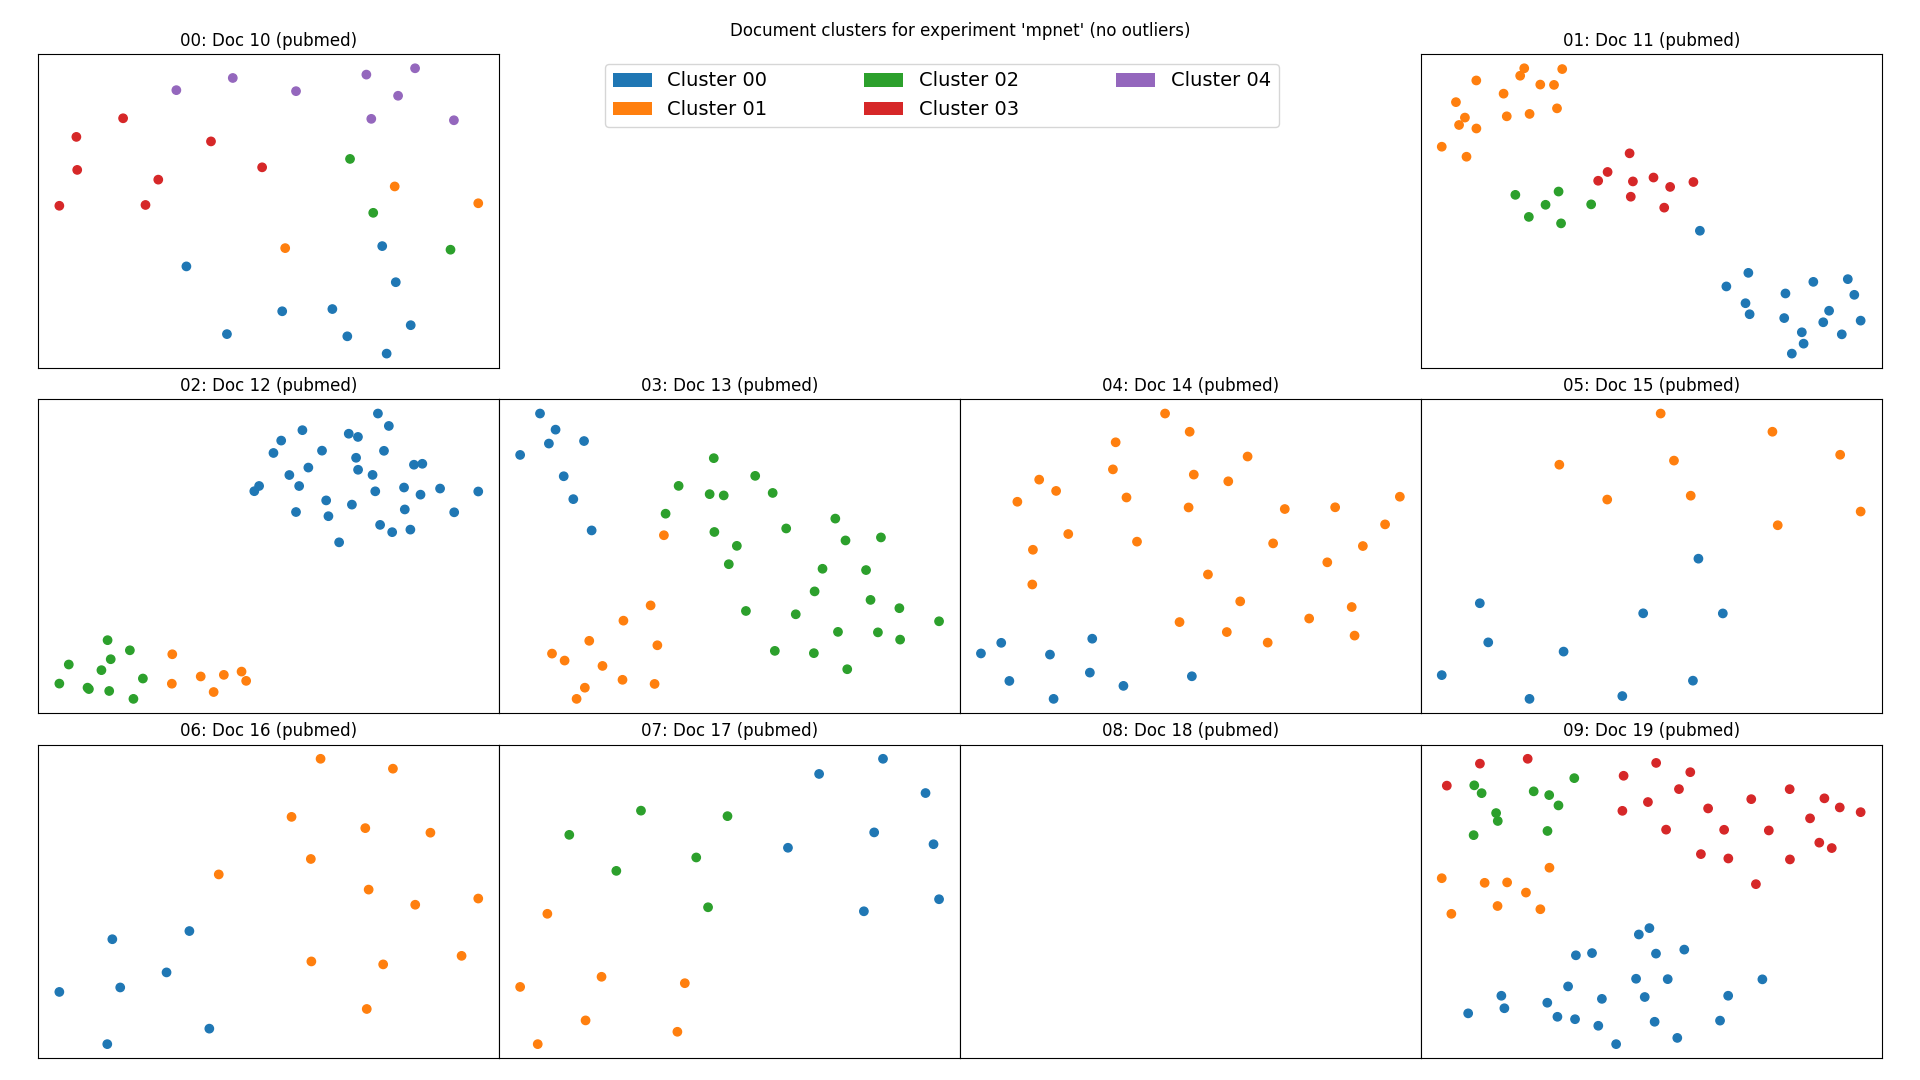 Document clusters for experiment 'mpnet' (no outliers)
00: Doc 10 (pubmed)
Cluster 00
Cluster 01
Cluster 02
Cluster 03
Cluster 04
01: Doc 11 (pubmed)
02: Doc 12 (pubmed)
03: Doc 13 (pubmed)
04: Doc 14 (pubmed)
05: Doc 15 (pubmed)
06: Doc 16 (pubmed)
07: Doc 17 (pubmed)
08: Doc 18 (pubmed)
09: Doc 19 (pubmed)